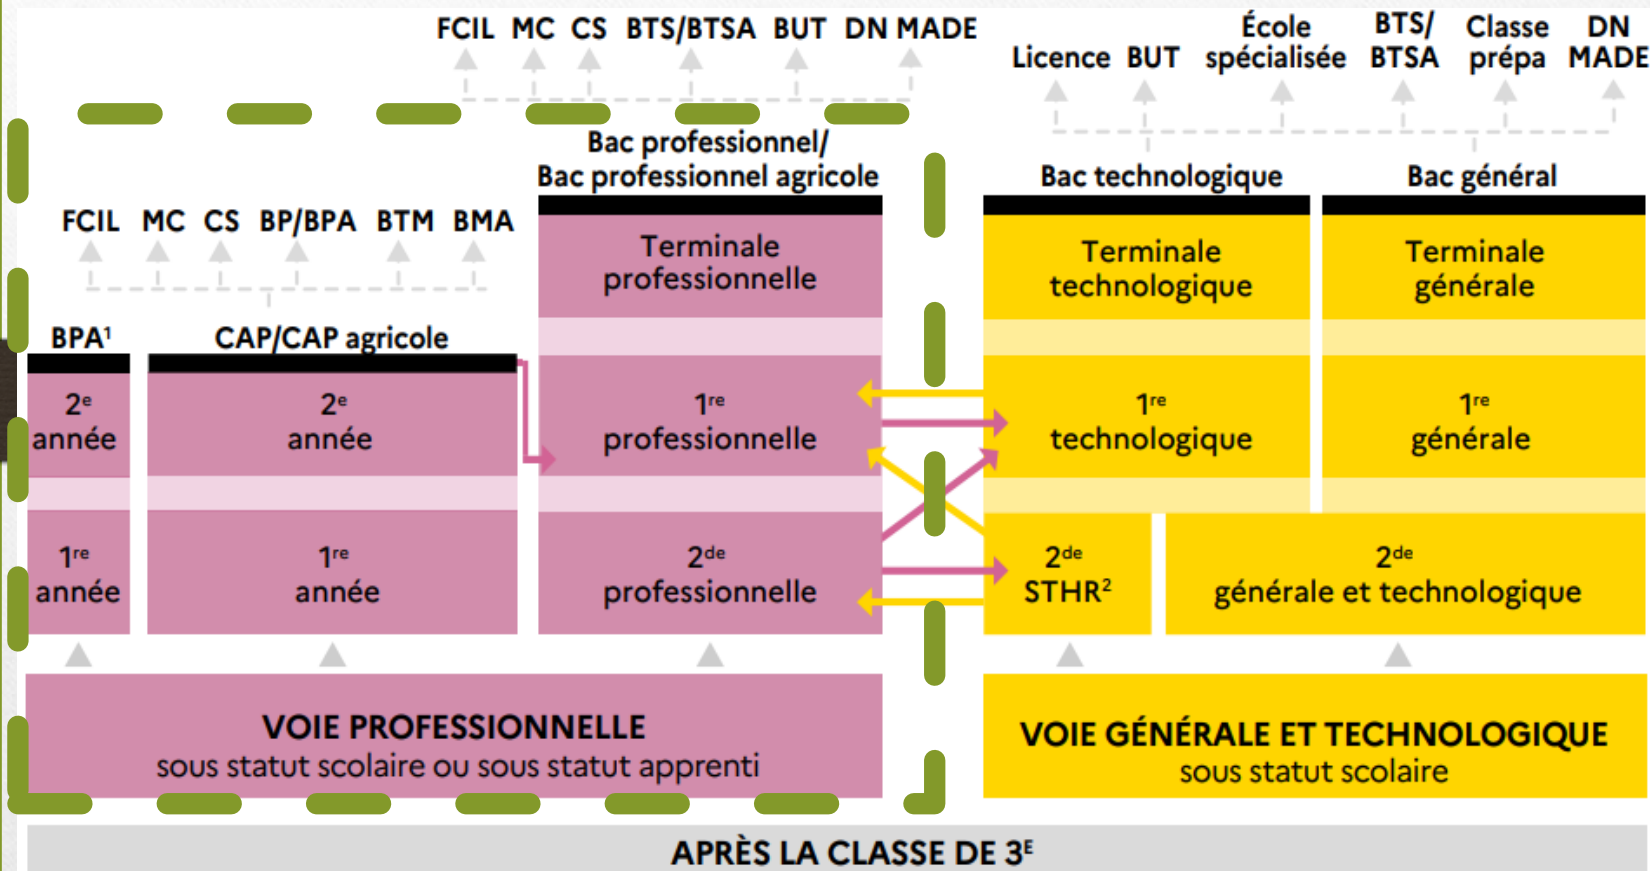 FCIL MC CS BTS/BTSA BUT DN MADE
Licence BUT École spécialisée BTS/ BTSA Classe prépa DN MADE
Bac professionnel/
Bac professionnel agricole
Bac technologique
Bac général
FCIL MC CS BP/BPA BTM BMA
Terminale
professionnelle
Terminale
technologique
Terminale
générale
BPA¹
CAP/CAP agricole
2e
année
2e
année
1re
professionnelle
1re
technologique
1re
générale
1re
année
1re
année
2de
professionnelle
2de
STHR²
2de
générale et technologique
VOIE PROFESSIONNELLE
sous statut scolaire ou sous statut apprenti
VOIE GÉNÉRALE ET TECHNOLOGIQUE
sous statut scolaire
APRÈS LA CLASSE DE 3E